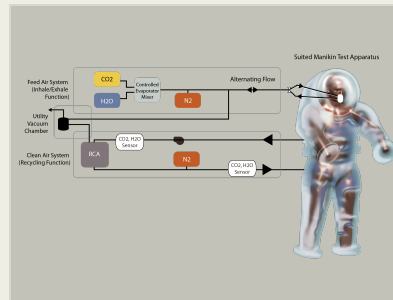 Suited Manikin Test Apparatus
Feed Air System
(Inhale/Exhale
Function)
CO2
H2O
Controlled
Evaporator
Mixer
N2
Alternating Flow
Utility
Vacuum
Chamber
Clean Air System
(Recycling Function)
RCA
CO2, H2O
Sensor
N2
CO2, H2O
Sensor